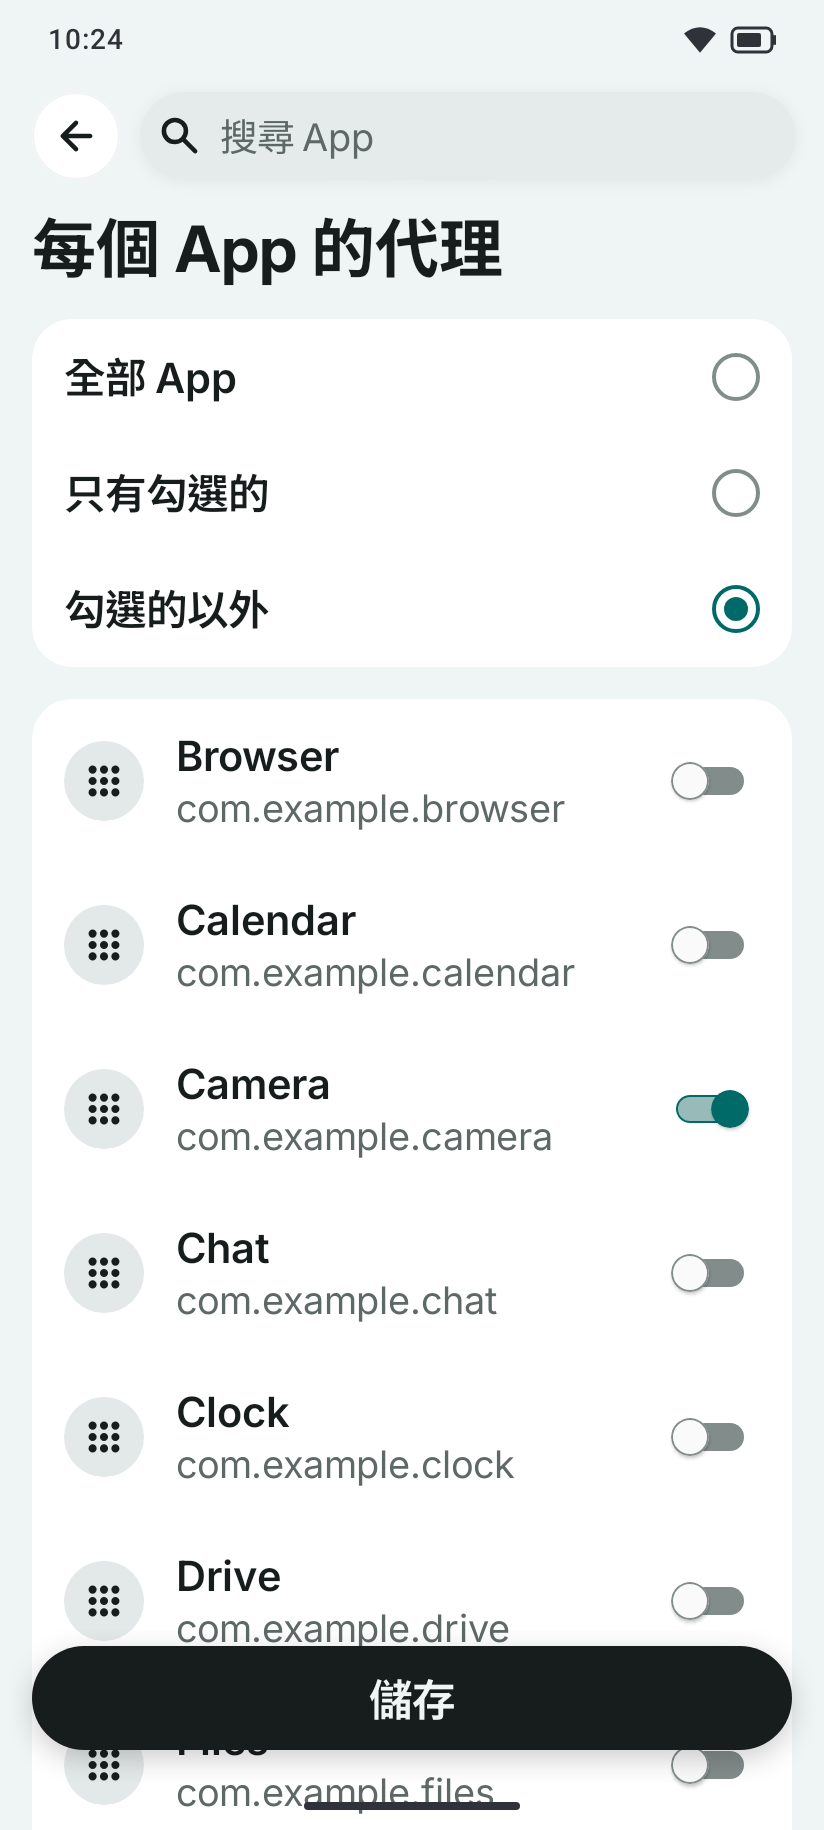 10:24
搜尋 App
每個 App 的代理
全部 App
只有勾選的
勾選的以外
Browser
com.example.browser
Calendar
com.example.calendar
Camera
com.example.camera
Chat
com.example.chat
Clock
com.example.clock
Drive
com.example.drive
儲存
Files
com.example.files